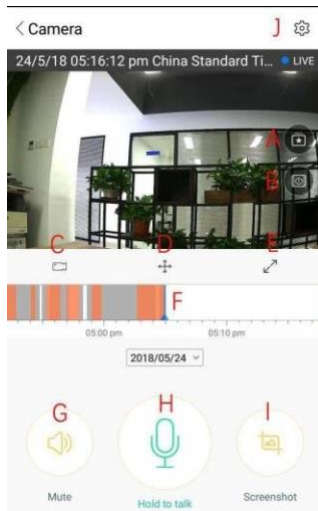 < Camera J
24/5/18 05:16:12 pm China Standard Ti... LIVE
A
B
C D E
F
05:00 pm 05:10 pm
2018/05/24
G H I
Mute Hold to talk Screenshot